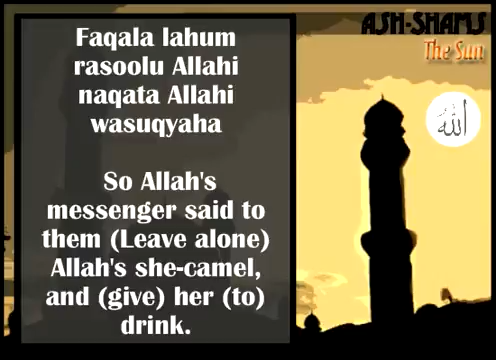 ASH-SHAMS
The Sun
Faqala lahum
rasoolu Allahi
naqata Allahi
wasuqyaha
So Allah's
messenger said to
them (Leave alone)
Allah's she-camel,
and (give) her (to)
drink.
الله